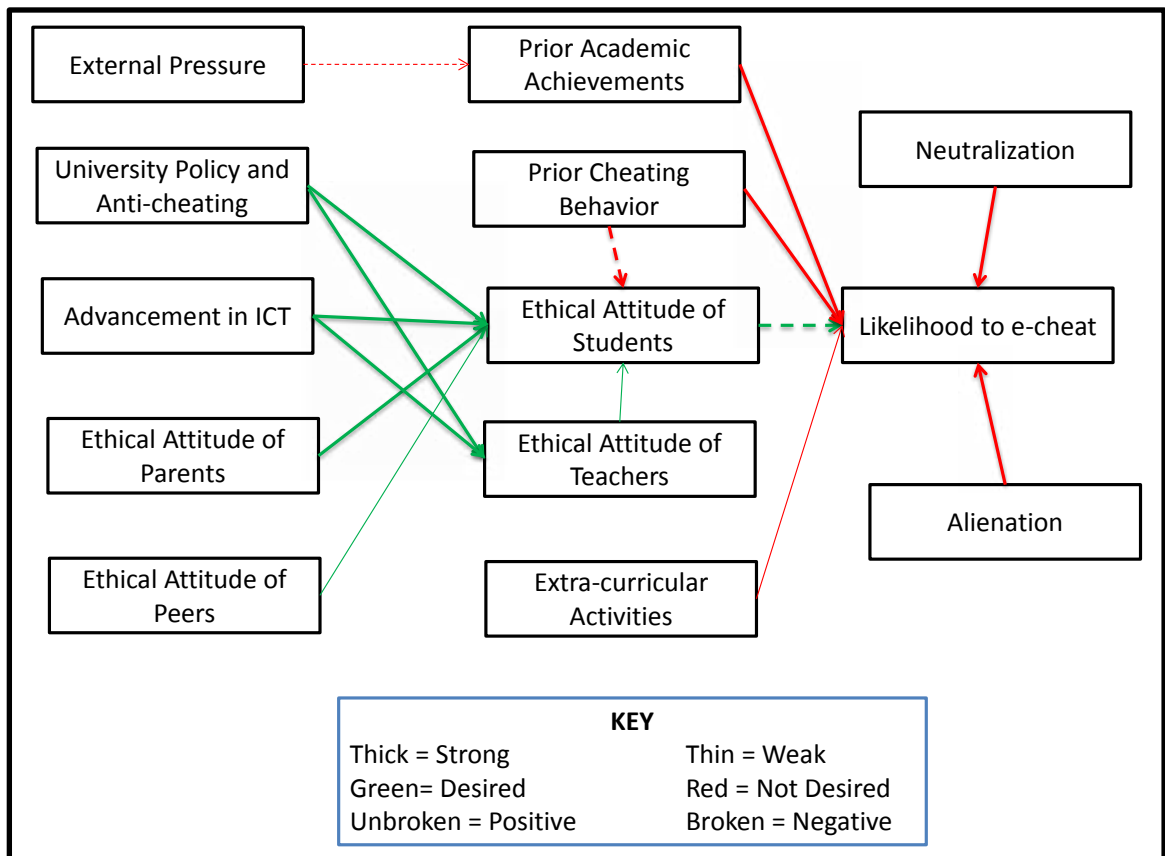 External Pressure
Prior Academic
Achievements
University Policy and
Anti-cheating
Prior Cheating
Behavior
Neutralization
Advancement in ICT
Ethical Attitude of
Students
Likelihood to e-cheat
Ethical Attitude of
Parents
Ethical Attitude of
Teachers
Alienation
Ethical Attitude of
Peers
Extra-curricular
Activities
KEY
Thick = Strong Thin = Weak
Green= Desired Red = Not Desired
Unbroken = Positive Broken = Negative